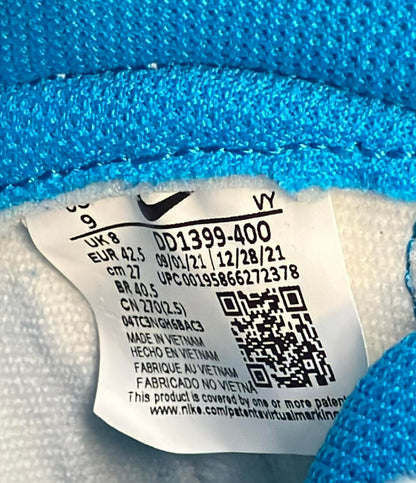 9 VY
UK 8
EUR 42.5
cm 27
BR 40.5
CN 270(2.5)
DD1399-400
09/01/21 12/28/21
UPC00195866272378
04TC3NGH6BAC3
MADE IN VIETNAM
HECHO EN VIETNAM
FABRIQUE AU VIETNAM
FABRICADO NO VIETNA
This product is covered by one or more paten
www.nike.com/patents